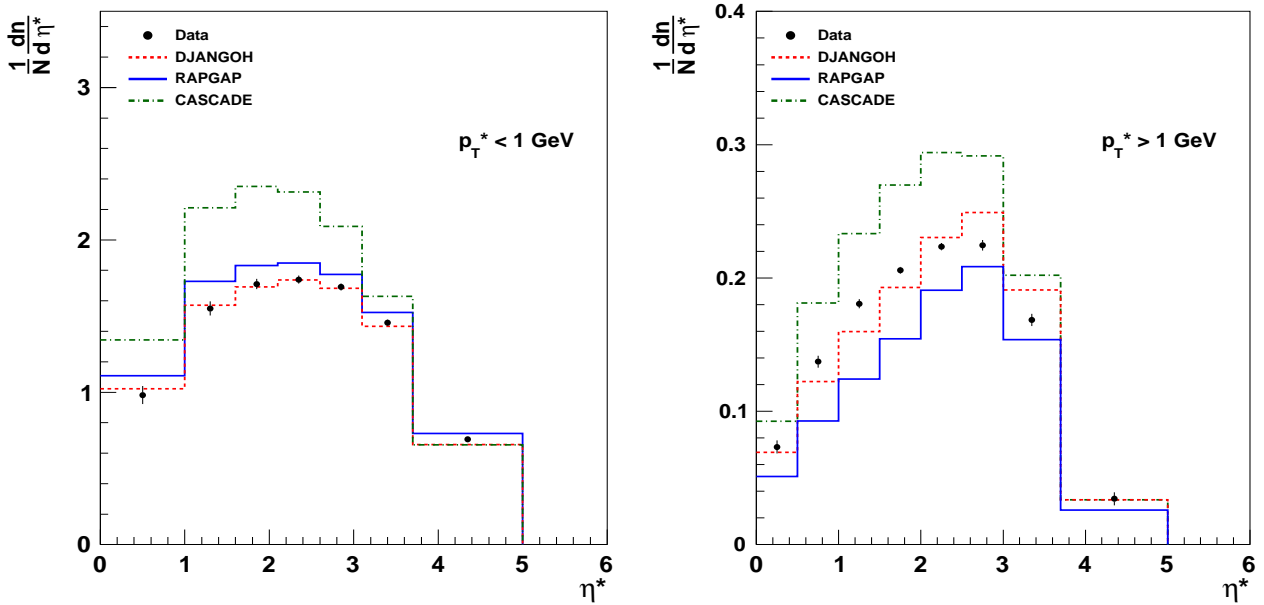 1/N dn/d η*
Data
DJANGOH
RAPGAP
CASCADE
p_T* < 1 GeV
3
2
1
0
0 1 2 3 4 5 6
η*
1/N dn/d η*
Data
DJANGOH
RAPGAP
CASCADE
p_T* > 1 GeV
0.4
0.3
0.2
0.1
0
0 1 2 3 4 5 6
η*